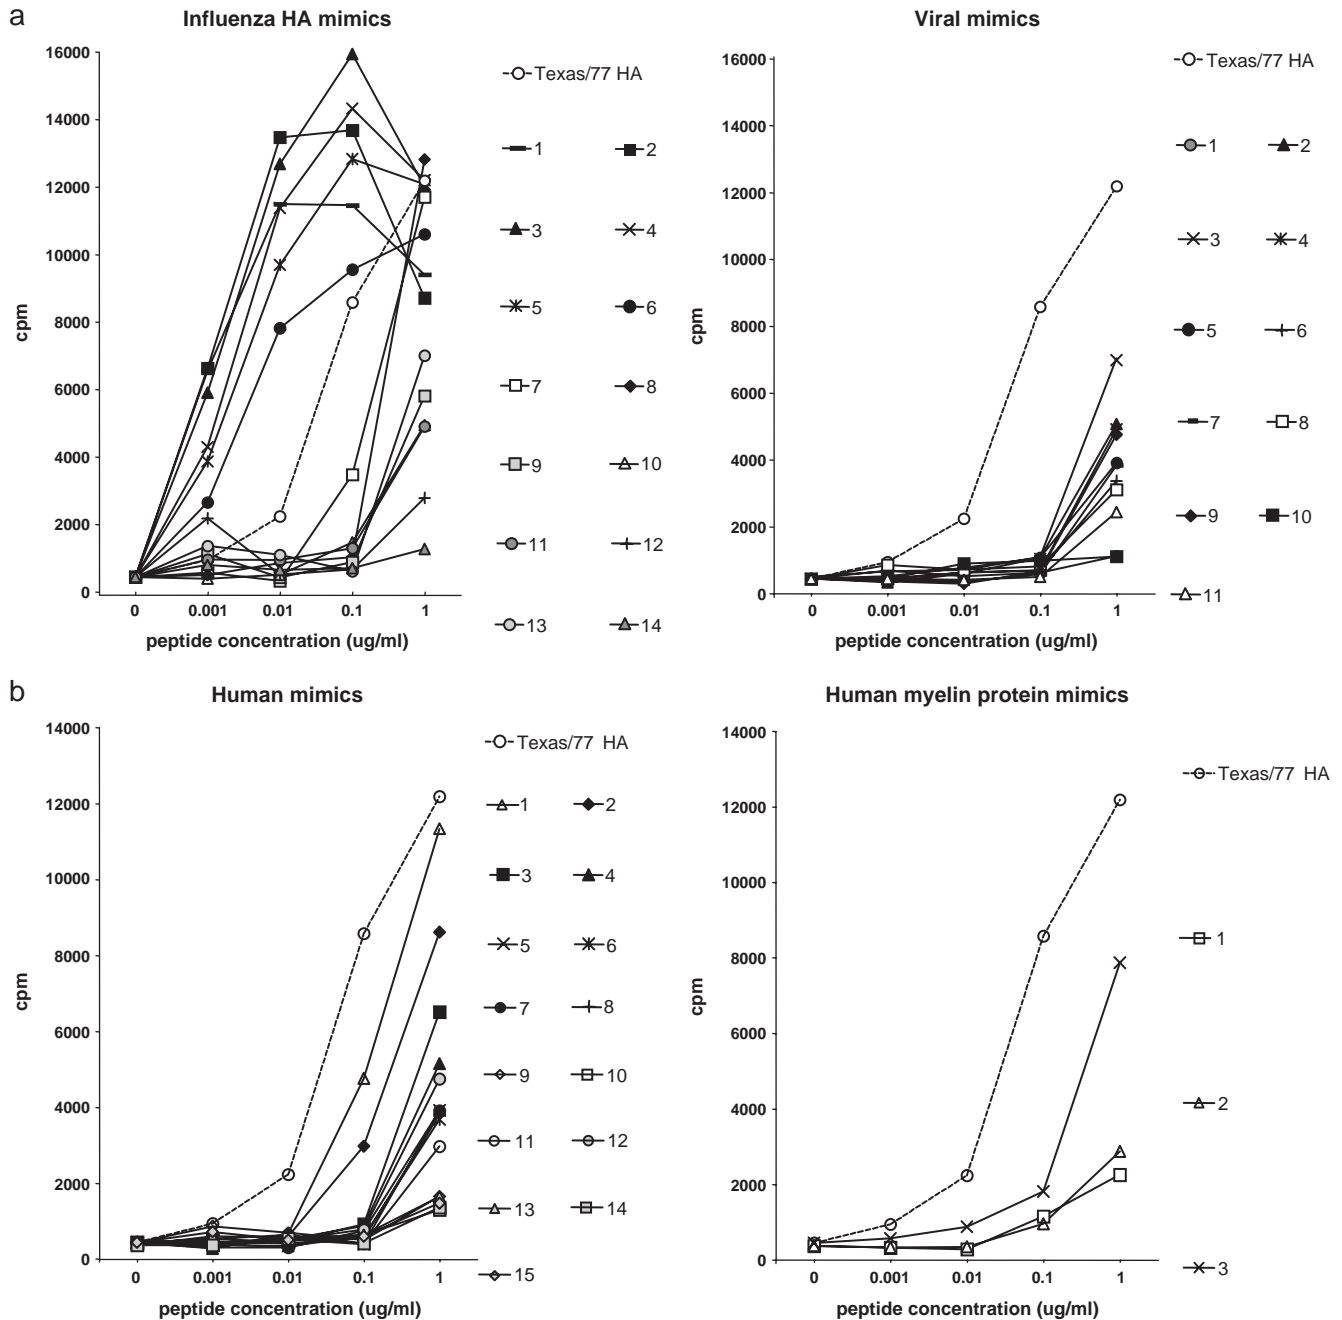 a
Influenza HA mimics
16000
14000
12000
10000
8000
6000
4000
2000
0
cpm
0 0.001 0.01 0.1 1
peptide concentration (ug/ml)
Texas/77 HA
1 2
3 4
5 6
7 8
9 10
11 12
13 14
Viral mimics
16000
14000
12000
10000
8000
6000
4000
2000
0
cpm
0 0.001 0.01 0.1 1
peptide concentration (ug/ml)
Texas/77 HA
1 2
3 4
5 6
7 8
9 10
11
b
Human mimics
14000
12000
10000
8000
6000
4000
2000
0
cpm
0 0.001 0.01 0.1 1
peptide concentration (ug/ml)
Texas/77 HA
1 2
3 4
5 6
7 8
9 10
11 12
13 14
15
Human myelin protein mimics
14000
12000
10000
8000
6000
4000
2000
0
cpm
0 0.001 0.01 0.1 1
peptide concentration (ug/ml)
Texas/77 HA
1
2
3